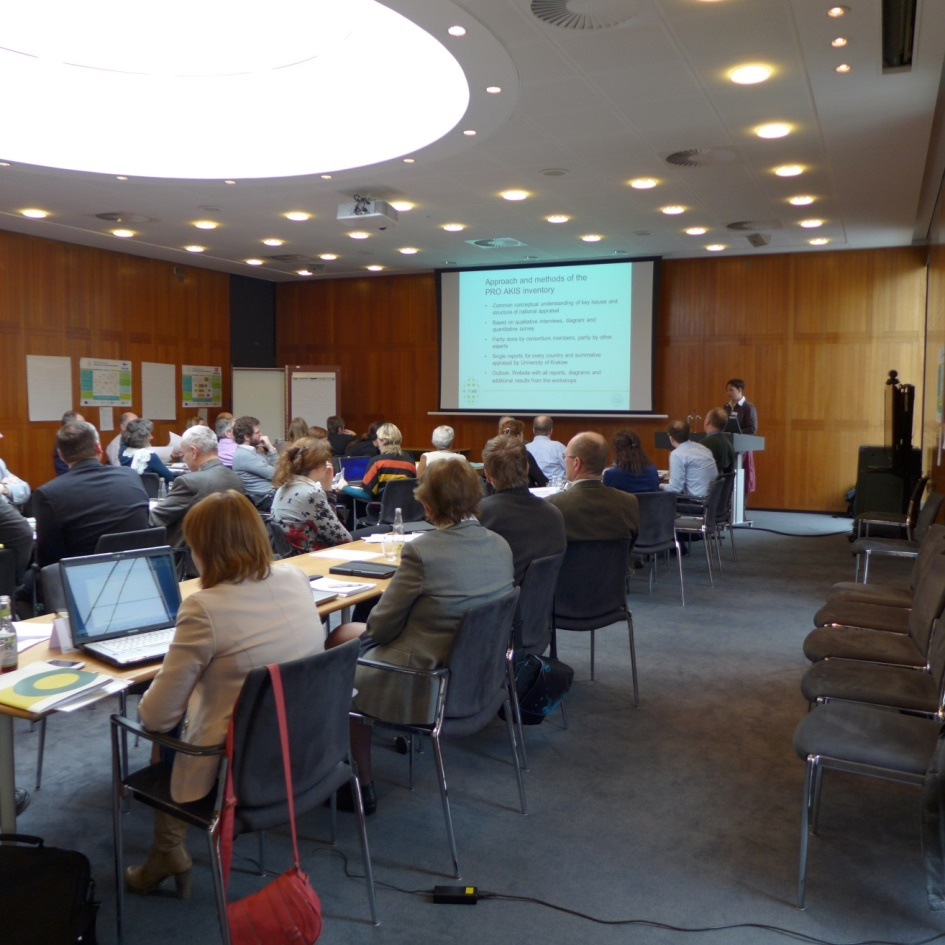 Approach and methods of the
PRO AKIS inventory
• Common conceptual understanding of key issues and
structure of national appraisal
• Based on qualitative interviews, diagram and
quantitative survey
• Partly done by consortium members, partly by other
experts
• Single reports for every country and summative
appraisal by University of Krakow
• Outlook: Website with all reports, diagrams and
additional results from the workshops